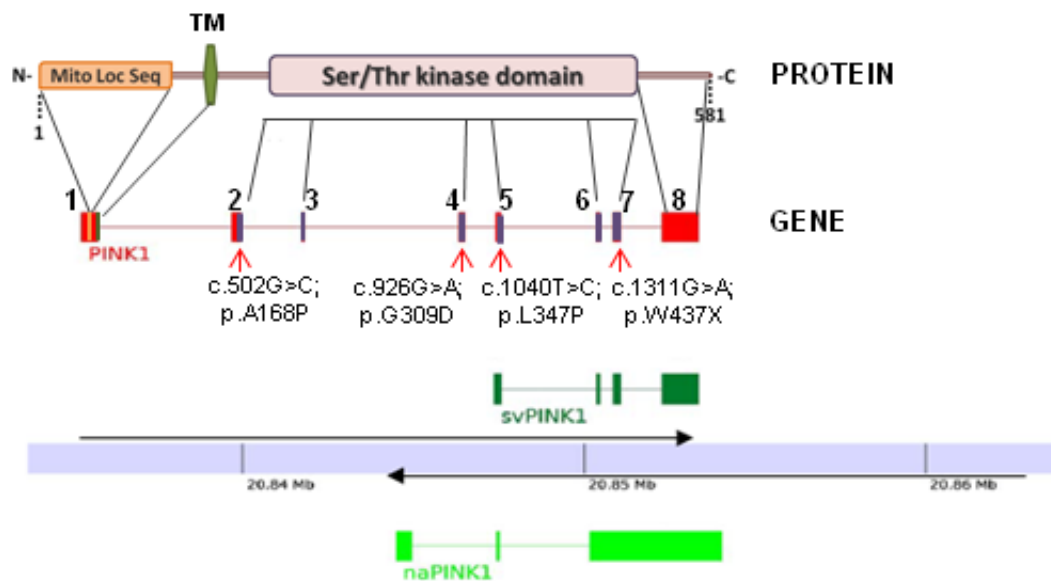 TM
N- Mito Loc Seq Ser/Thr kinase domain -C PROTEIN
1 581
1 2 3 4 5 6 7 8 GENE
PINK1
c.502G>C; c.926G>A; c.1040T>C; c.1311G>A;
p.A168P p.G309D p.L347P p.W437X
svPINK1
20.84 Mb 20.85 Mb 20.86 Mb
naPINK1